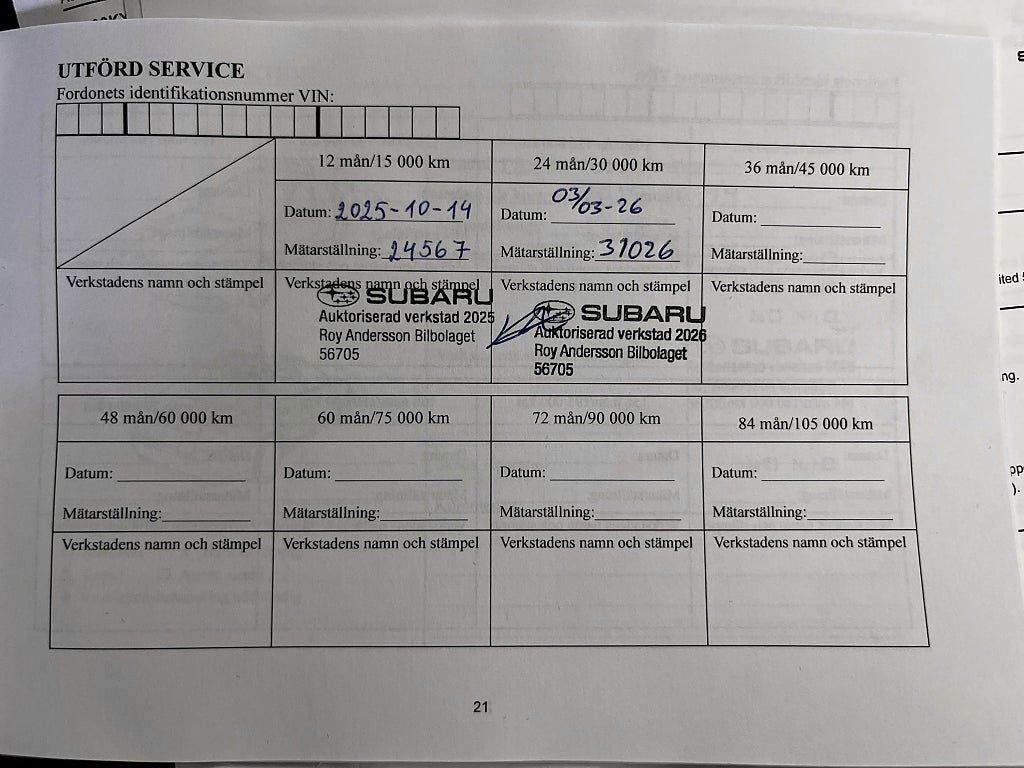 UTFÖRD SERVICE
Fordonets identifikationsnummer VIN:
12 mån/15 000 km
Datum: 2025-10-14
Mätarställning: 24567
24 mån/30 000 km
Datum: 03/03-26
Mätarställning: 31026
36 mån/45 000 km
Datum:
Mätarställning:
Verkstadens namn och stämpel
Verkstadens namn och stämpel
SUBARU
Auktoriserad verkstad 2025
Roy Andersson Bilbolaget
56705
Verkstadens namn och stämpel
SUBARU
Auktoriserad verkstad 2026
Roy Andersson Bilbolaget
56705
Verkstadens namn och stämpel
48 mån/60 000 km
Datum:
Mätarställning:
Verkstadens namn och stämpel
60 mån/75 000 km
Datum:
Mätarställning:
Verkstadens namn och stämpel
72 mån/90 000 km
Datum:
Mätarställning:
Verkstadens namn och stämpel
84 mån/105 000 km
Datum:
Mätarställning:
Verkstadens namn och stämpel
21